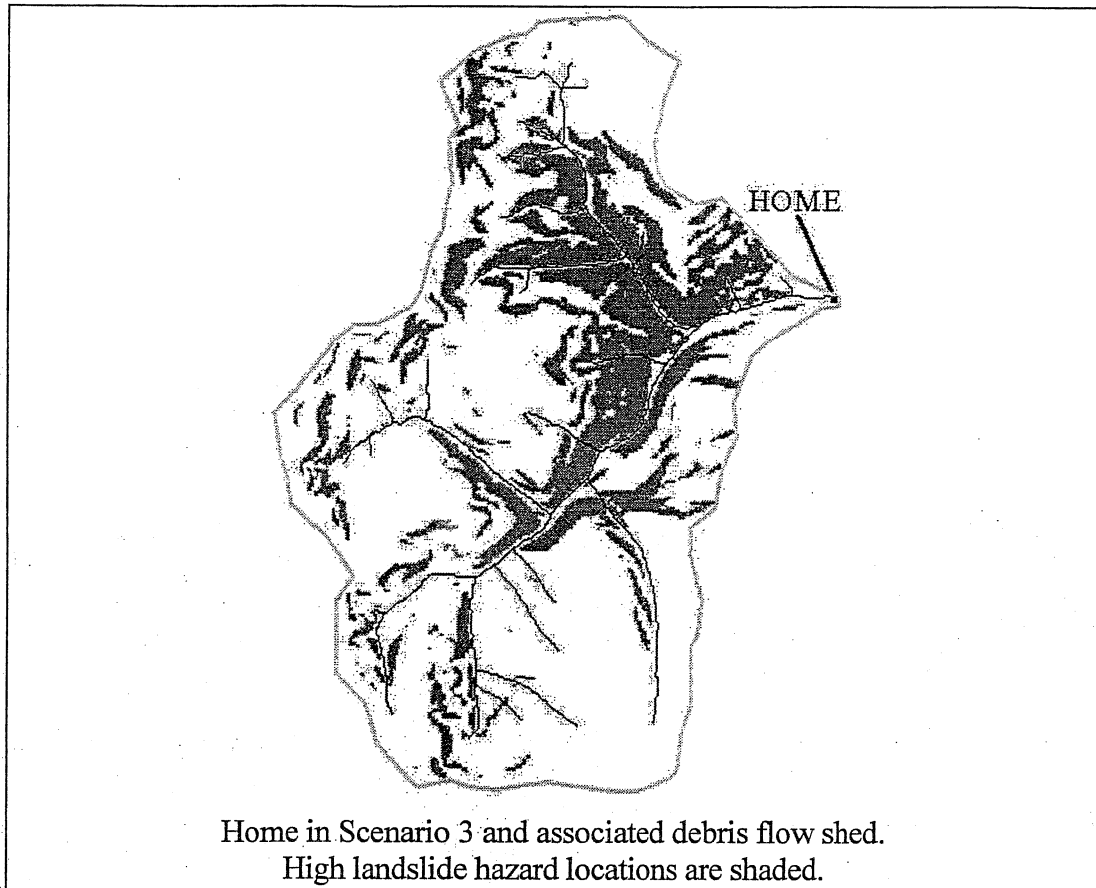 HOME
Home in Scenario 3 and associated debris flow shed.
High landslide hazard locations are shaded.